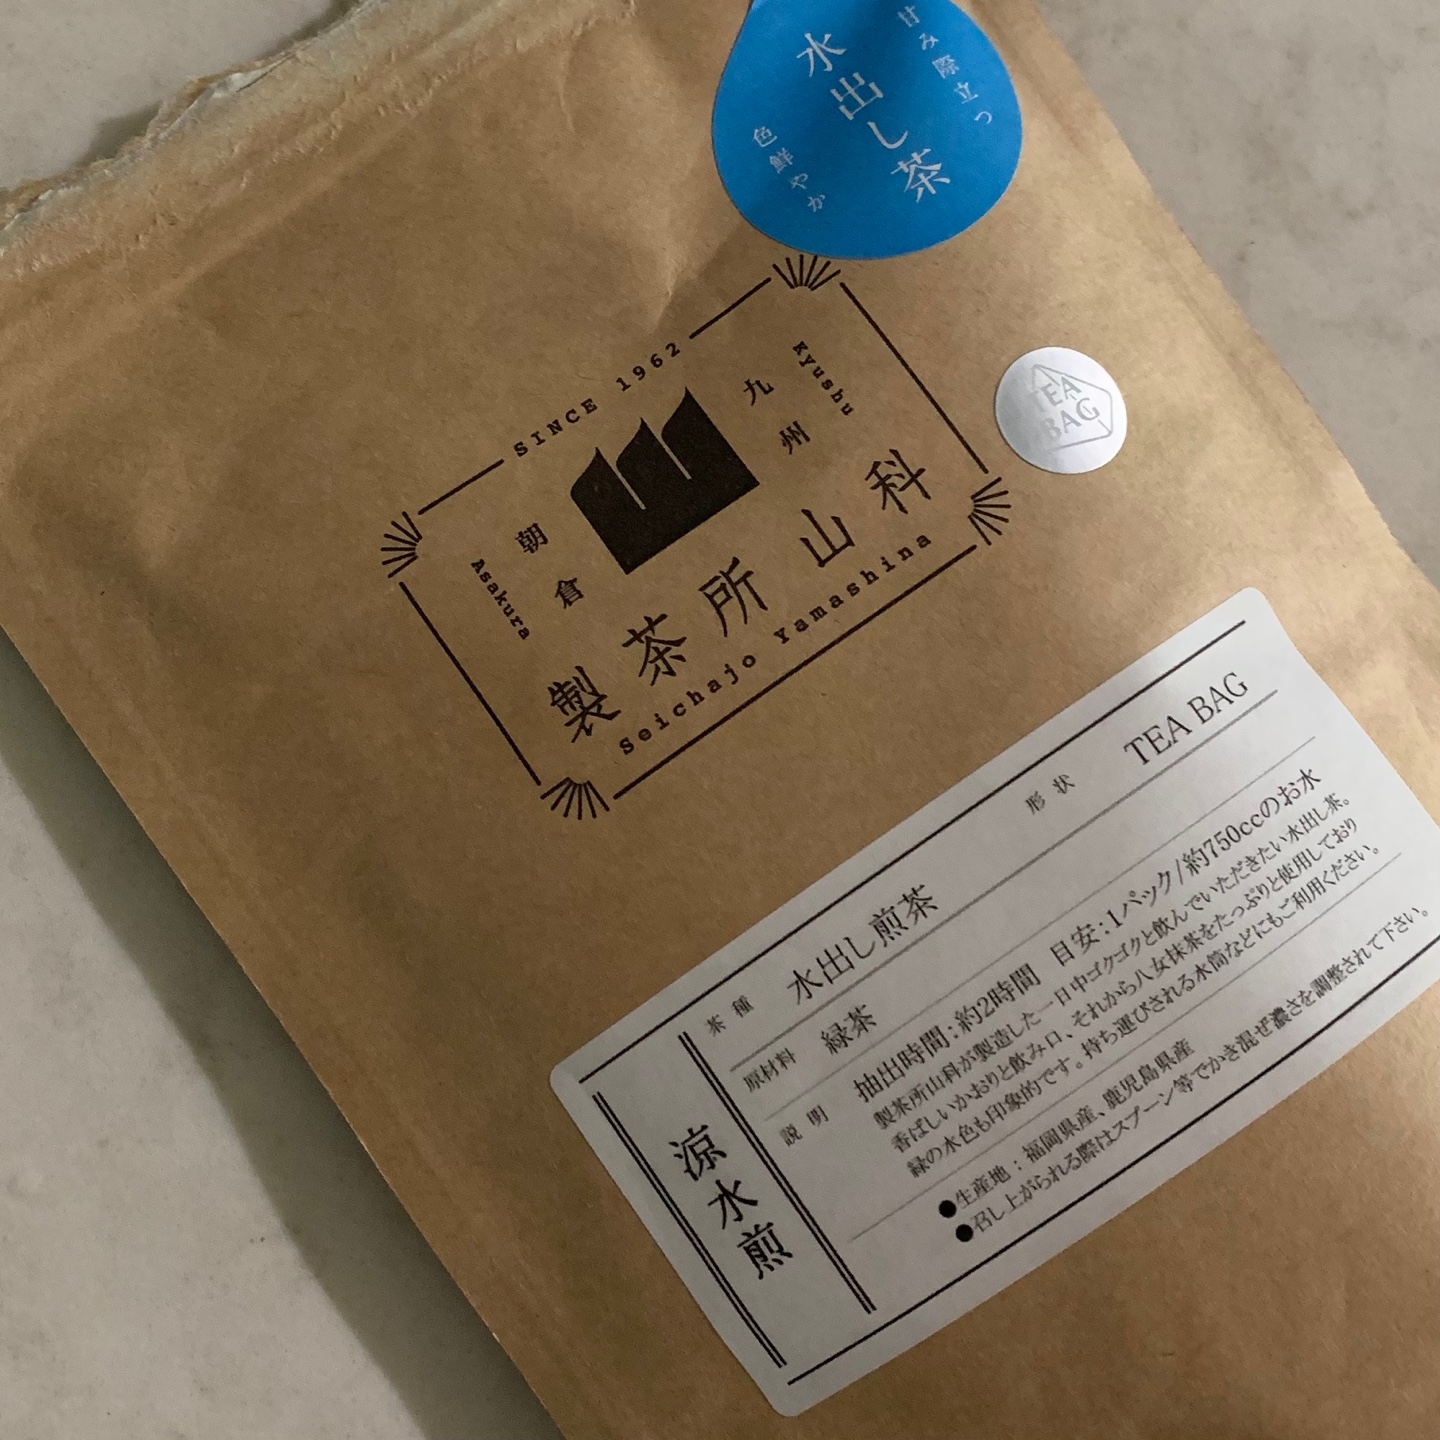 甘み際立つ
水出し茶
色鮮やか
SINCE 1962
九州
Kyushu
朝倉
Asakura
製茶所山科
Seichajo Yamashina
TEA
BAG
茶種 水出し煎茶 形状 TEA BAG
原材料 緑茶
説明 抽出時間:約2時間 目安:1パック/約750ccのお水
製茶所山科が製造した一日中ゴクゴクと飲んでいただきたい水出し茶。
香ばしいかおりと飲み口、それから八女抹茶をたっぷりと使用しており
緑の水色も印象的です。持ち運びされる水筒などにもご利用ください。
●生産地:福岡県産、鹿児島県産
●召し上がられる際はスプーン等でかき混ぜ濃さを調整されて下さい。
涼水煎